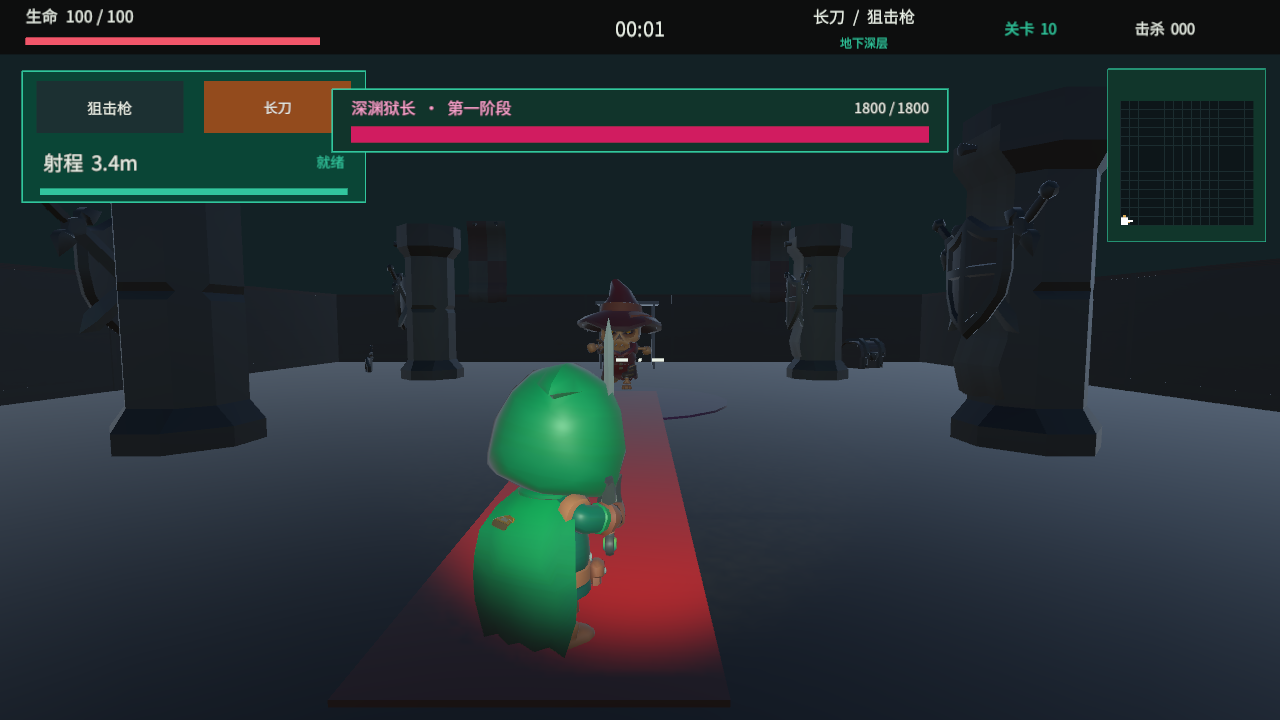 生命 100 / 100
00:01
长刀 / 狙击枪
地下深层
关卡 10
击杀 000
狙击枪
长刀
射程 3.4m
就绪
深渊狱长 · 第一阶段
1800 / 1800